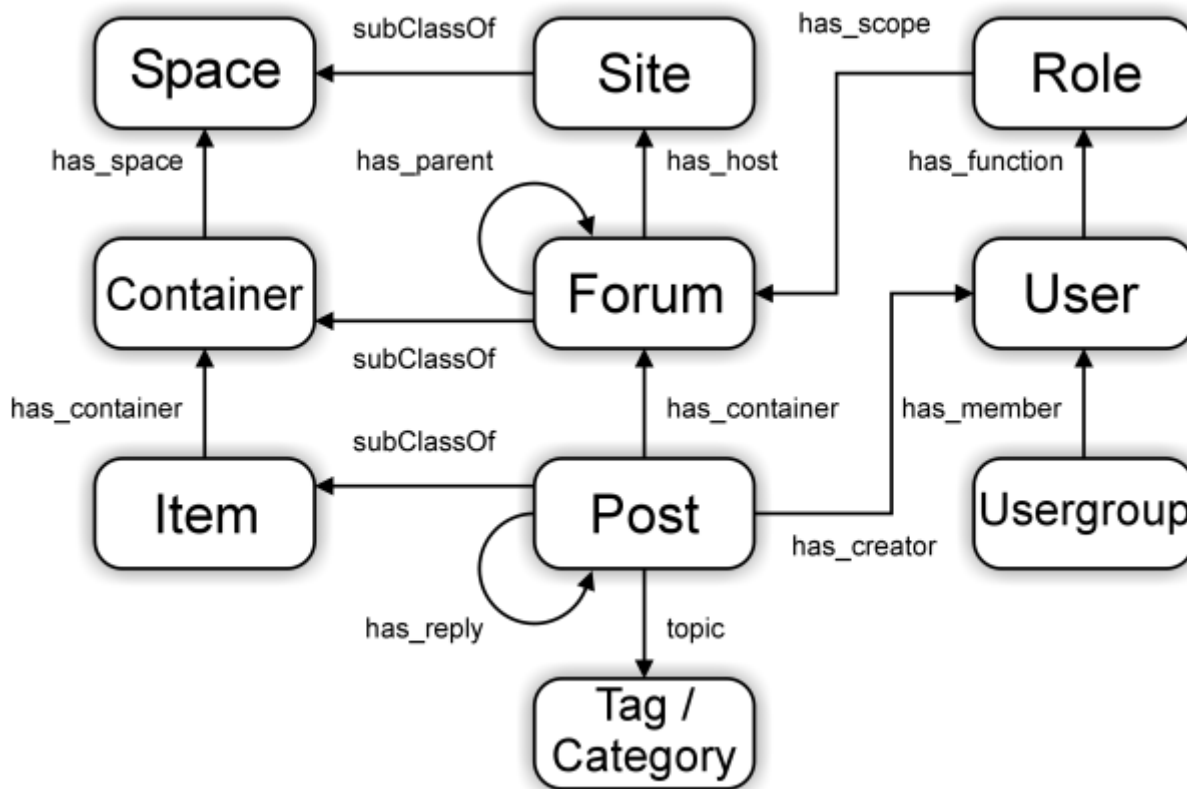 subClassOf
has_scope
Space
Site
Role
has_space
has_parent
has_host
has_function
Container
Forum
User
subClassOf
has_container
has_container
has_member
subClassOf
Item
Post
Usergroup
has_creator
has_reply
topic
Tag /
Category